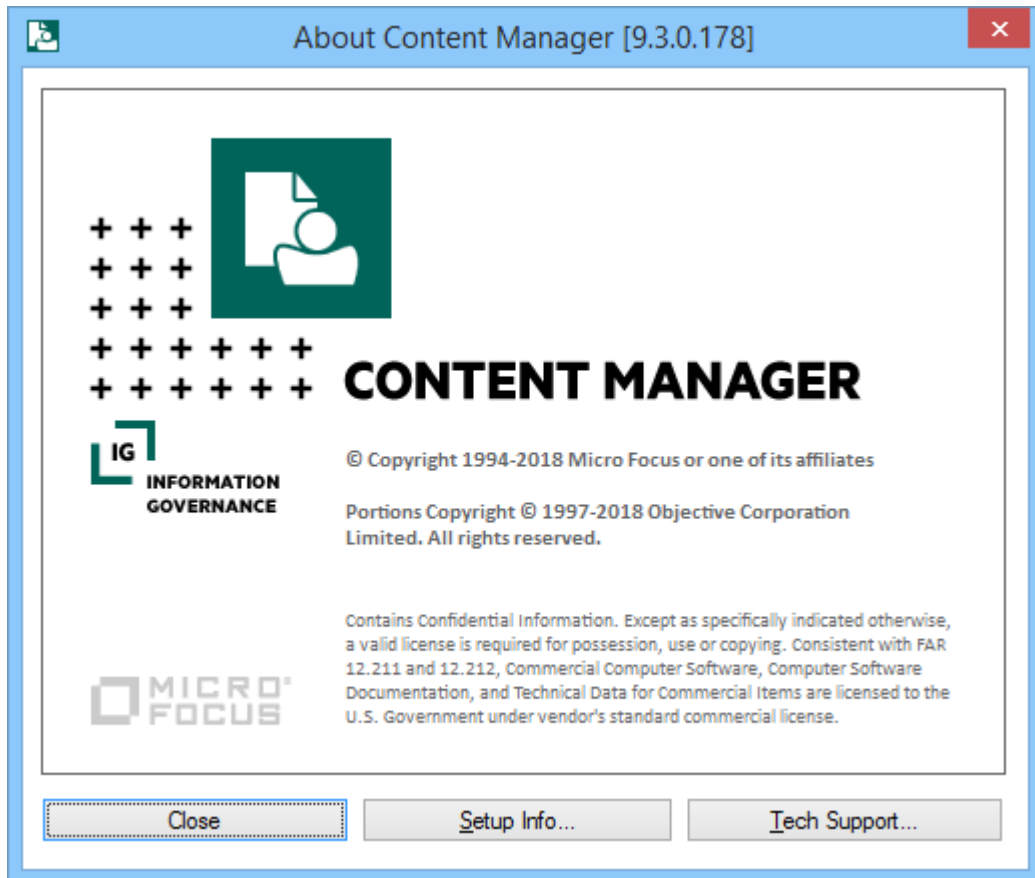 About Content Manager [9.3.0.178]
CONTENT MANAGER
IG
INFORMATION
GOVERNANCE
© Copyright 1994-2018 Micro Focus or one of its affiliates
Portions Copyright © 1997-2018 Objective Corporation
Limited. All rights reserved.
Contains Confidential Information. Except as specifically indicated otherwise,
a valid license is required for possession, use or copying. Consistent with FAR
12.211 and 12.212, Commercial Computer Software, Computer Software
Documentation, and Technical Data for Commercial Items are licensed to the
U.S. Government under vendor's standard commercial license.
MICRO
FOCUS
Close
Setup Info...
Tech Support...